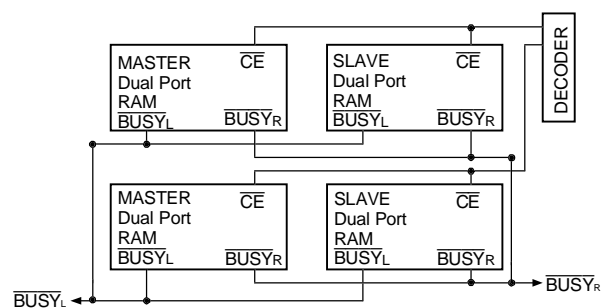 MASTER
Dual Port
RAM
CE
BUSYL
BUSYR
SLAVE
Dual Port
RAM
CE
BUSYL
BUSYR
DECODER
MASTER
Dual Port
RAM
CE
BUSYL
BUSYR
SLAVE
Dual Port
RAM
CE
BUSYL
BUSYR
BUSYL
BUSYR